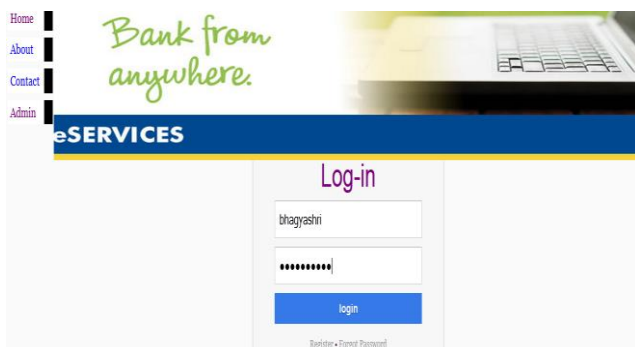 Home
Bank from
About
anywhere.
Contact
Admin
eSERVICES
Log-in
bhagyashri
••••••••••
login
Register • Forgot Password